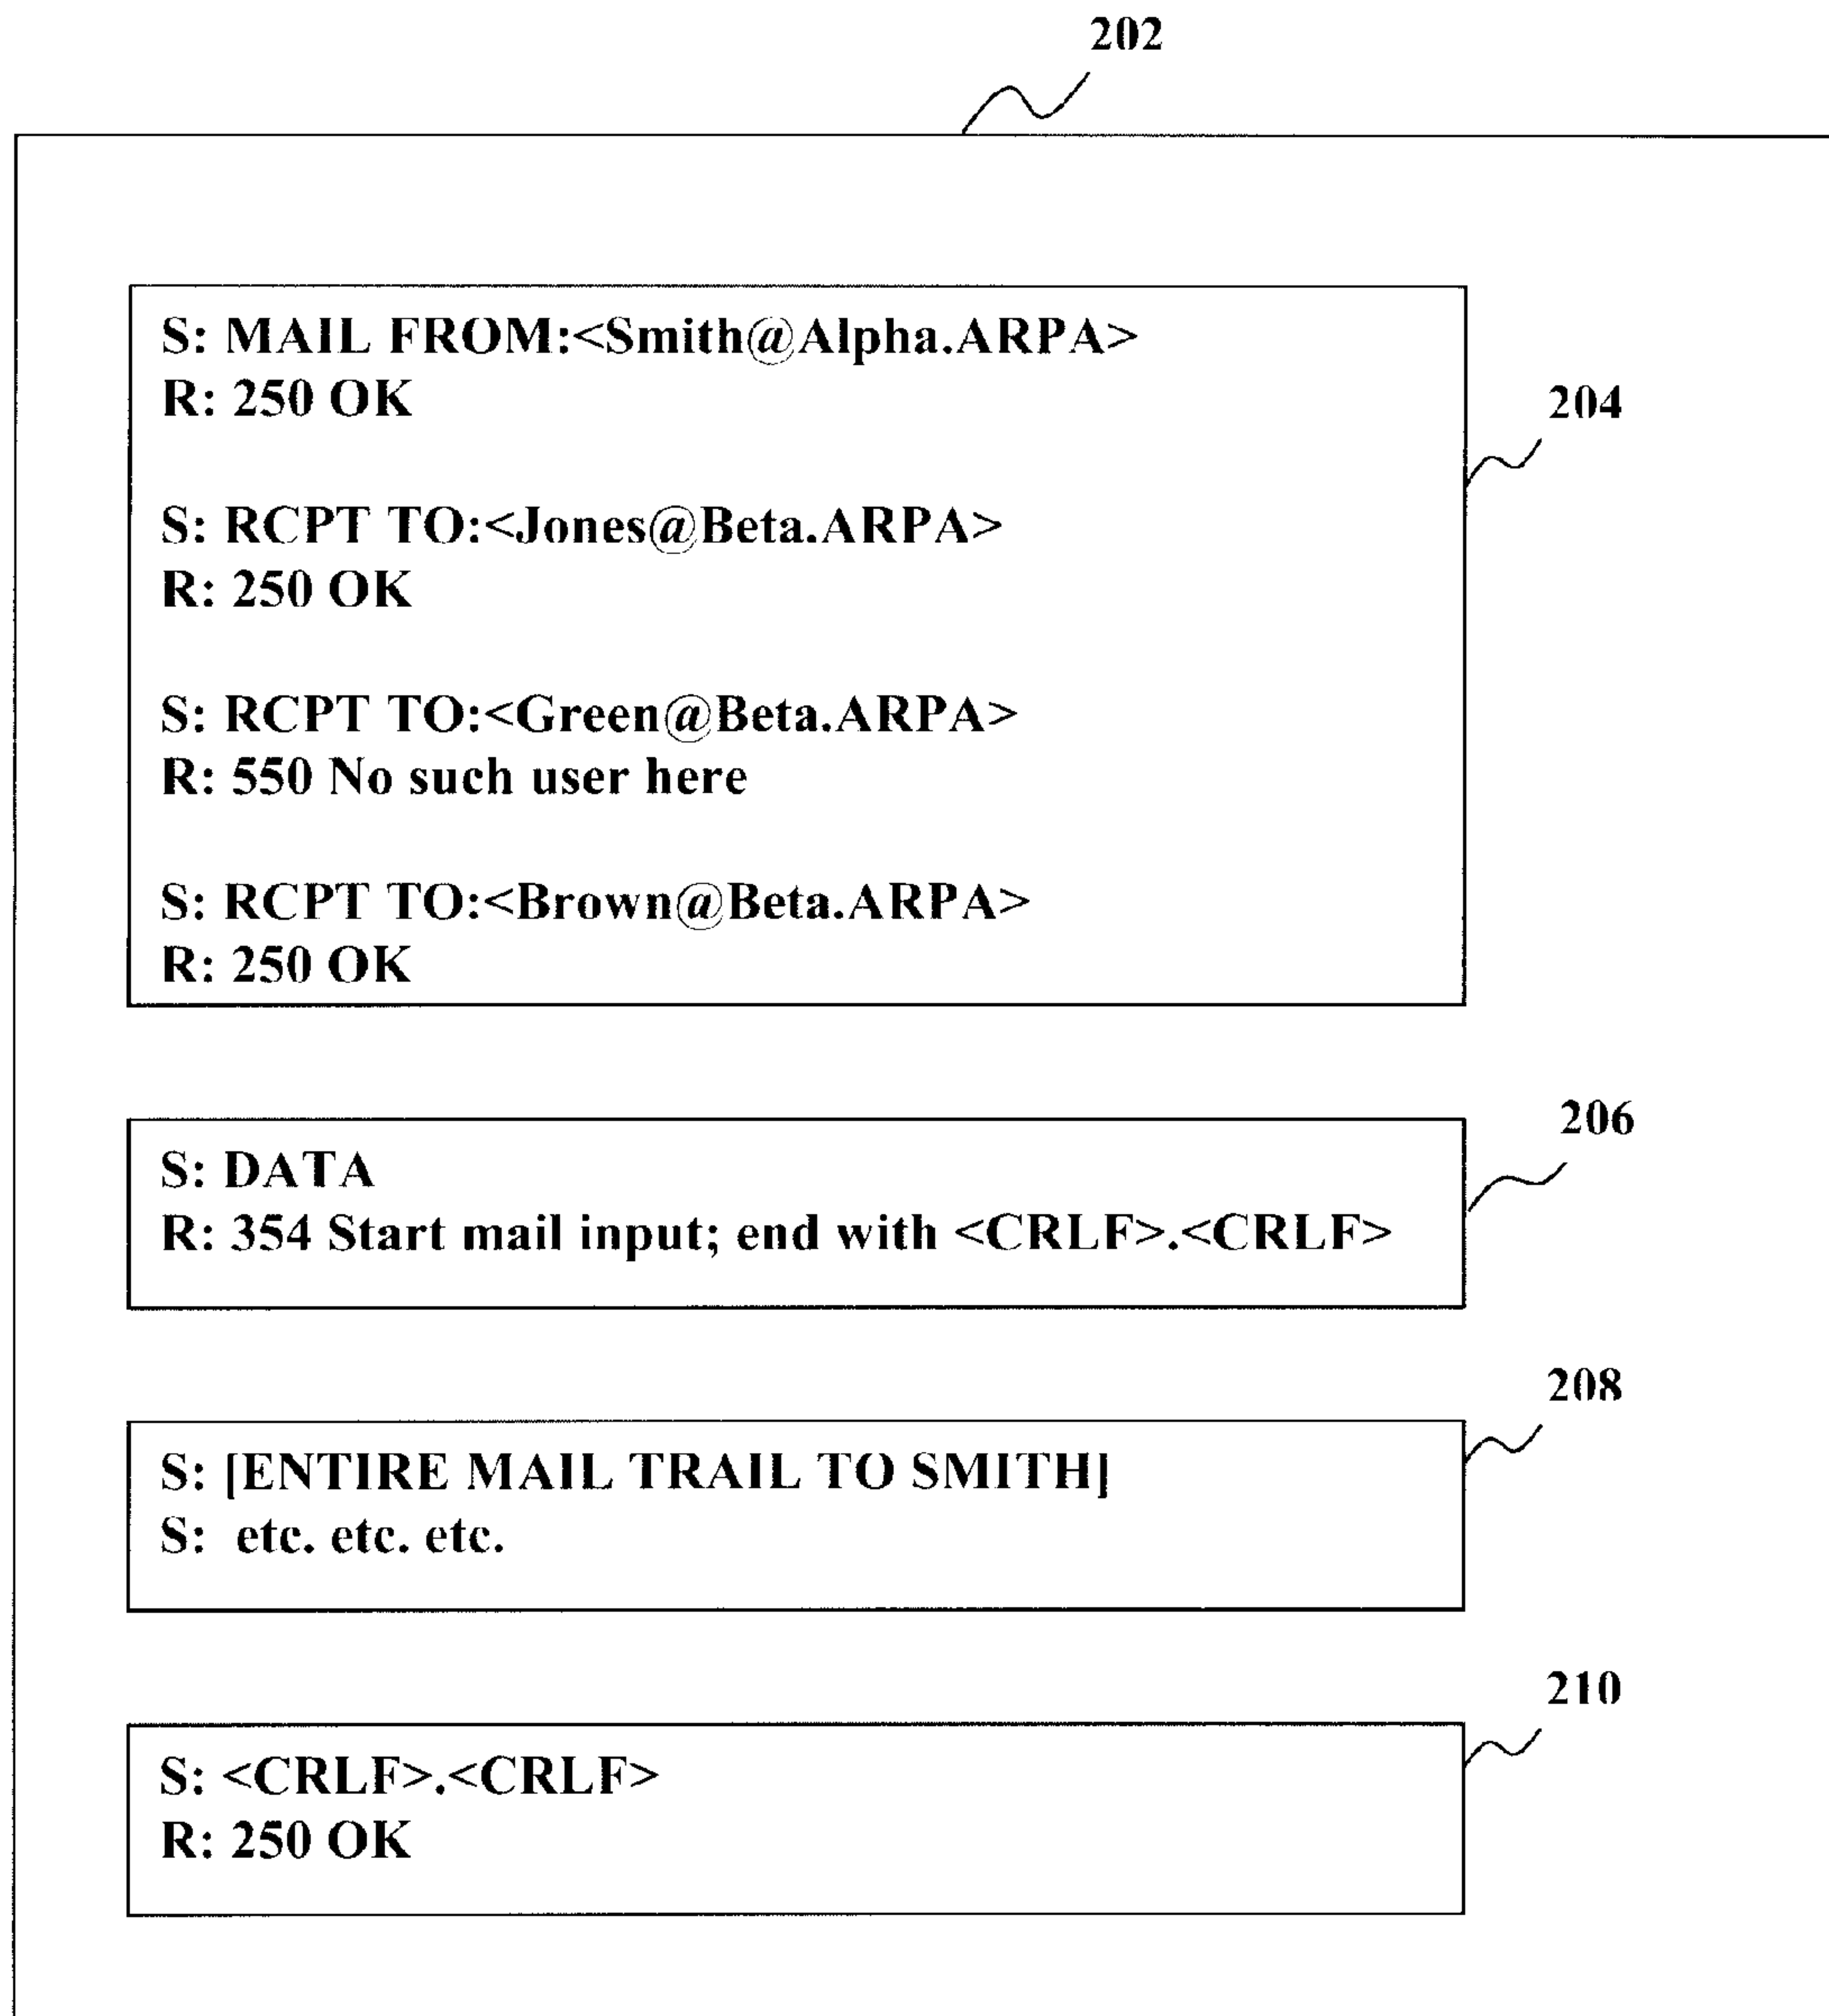 202
S: MAIL FROM:<Smith@Alpha.ARPA>
R: 250 OK
204
S: RCPT TO:<Jones@Beta.ARPA>
R: 250 OK
S: RCPT TO:<Green@Beta.ARPA>
R: 550 No such user here
S: RCPT TO:<Brown@Beta.ARPA>
R: 250 OK
206
S: DATA
R: 354 Start mail input; end with <CRLF>.<CRLF>
208
S: [ENTIRE MAIL TRAIL TO SMITH]
S: etc. etc. etc.
210
S: <CRLF>.<CRLF>
R: 250 OK